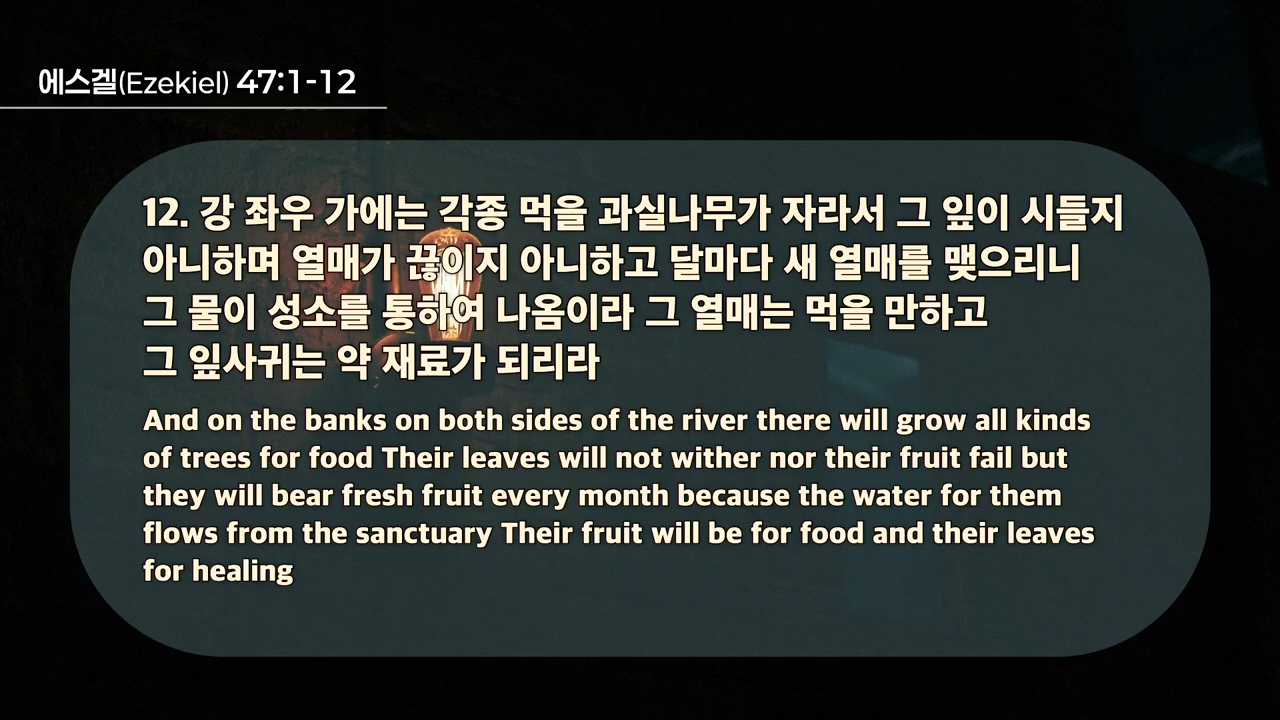 에스겔(Ezekiel) 47:1-12
12. 강 좌우 가에는 각종 먹을 과실나무가 자라서 그 잎이 시들지
아니하며 열매가 끊이지 아니하고 달마다 새 열매를 맺으리니
그 물이 성소를 통하여 나옴이라 그 열매는 먹을 만하고
그 잎사귀는 약 재료가 되리라
And on the banks on both sides of the river there will grow all kinds
of trees for food Their leaves will not wither nor their fruit fail but
they will bear fresh fruit every month because the water for them
flows from the sanctuary Their fruit will be for food and their leaves
for healing